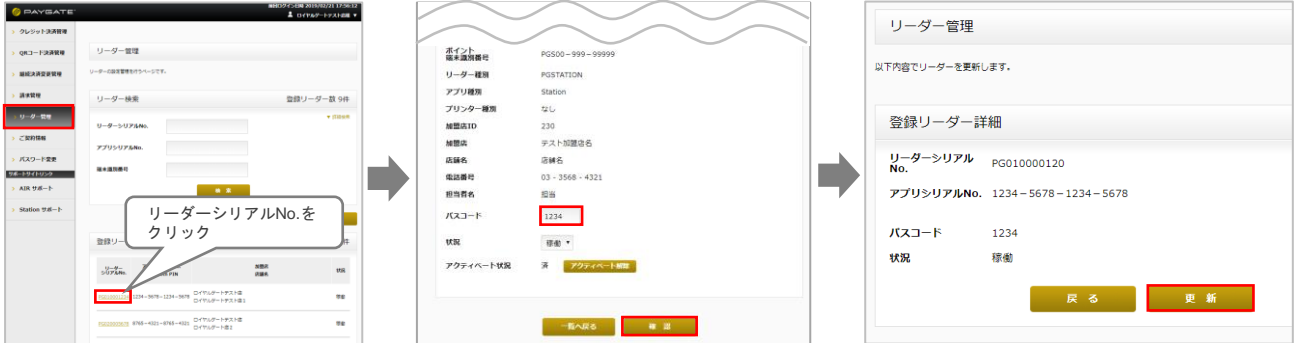 PAYGATE
最終ログイン日時 2019/02/21 17:56:12
ロイヤルゲートテスト店舗 ▼
クレジット決済管理
QRコード決済管理
継続決済変更管理
請求管理
リーダー管理
ご契約情報
パスワード変更
サポートサイトリンク
AIR サポート
Station サポート
リーダー管理
リーダーの設定管理を行うページです。
リーダー検索
登録リーダー数 9件
▼ 詳細検索
リーダーシリアルNo.
アプリシリアルNo.
端末識別番号
検 索
リーダーシリアルNo.を
クリック
登録リー
件
リーダー
シリアルNo.
PIN
加盟店
店舗名
状況
1234－5678－1234－5678
ロイヤルゲートテスト店
ロイヤルゲートテスト店1
稼働
8765－4321－8765－4321
ロイヤルゲートテスト店
ロイヤルゲート店2
稼働
ポイント
端末識別番号
PGS00－999－99999
リーダー種別
PGSTATION
アプリ種別
Station
プリンター種別
なし
加盟店ID
230
加盟店
テスト加盟店名
店舗名
店舗名
電話番号
03 - 3568 - 4321
担当者名
担当
パスコード
1234
状況
稼働 ▼
アクティベート状況
済
アクティベート解除
一覧へ戻る
確 認
リーダー管理
以下内容でリーダーを更新します。
登録リーダー詳細
リーダーシリアル
No.
PG010000120
アプリシリアルNo.
1234－5678－1234－5678
パスコード
1234
状況
稼働
戻 る
更 新